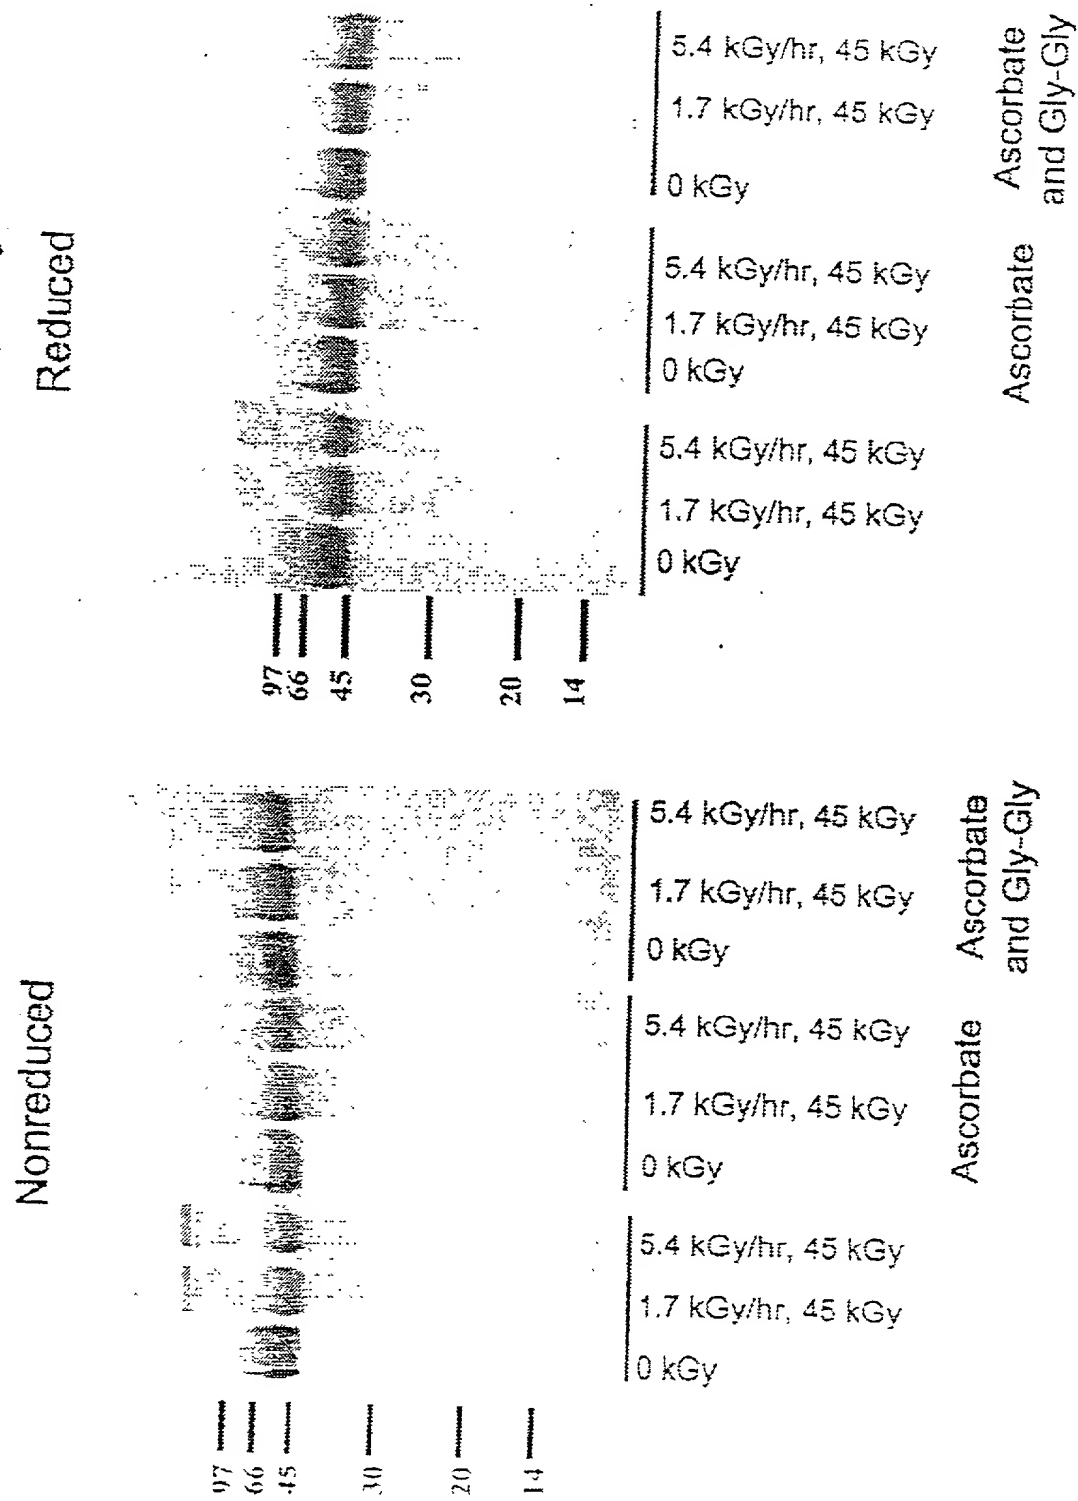 Nonreduced
97
66
45
30
20
14
0 kGy
1.7 kGy/hr, 45 kGy
5.4 kGy/hr, 45 kGy
0 kGy
1.7 kGy/hr, 45 kGy
5.4 kGy/hr, 45 kGy
0 kGy
1.7 kGy/hr, 45 kGy
5.4 kGy/hr, 45 kGy
Ascorbate
Ascorbate
and Gly-Gly
Reduced
97
66
45
30
20
14
0 kGy
1.7 kGy/hr, 45 kGy
5.4 kGy/hr, 45 kGy
0 kGy
1.7 kGy/hr, 45 kGy
5.4 kGy/hr, 45 kGy
0 kGy
1.7 kGy/hr, 45 kGy
5.4 kGy/hr, 45 kGy
Ascorbate
Ascorbate
and Gly-Gly